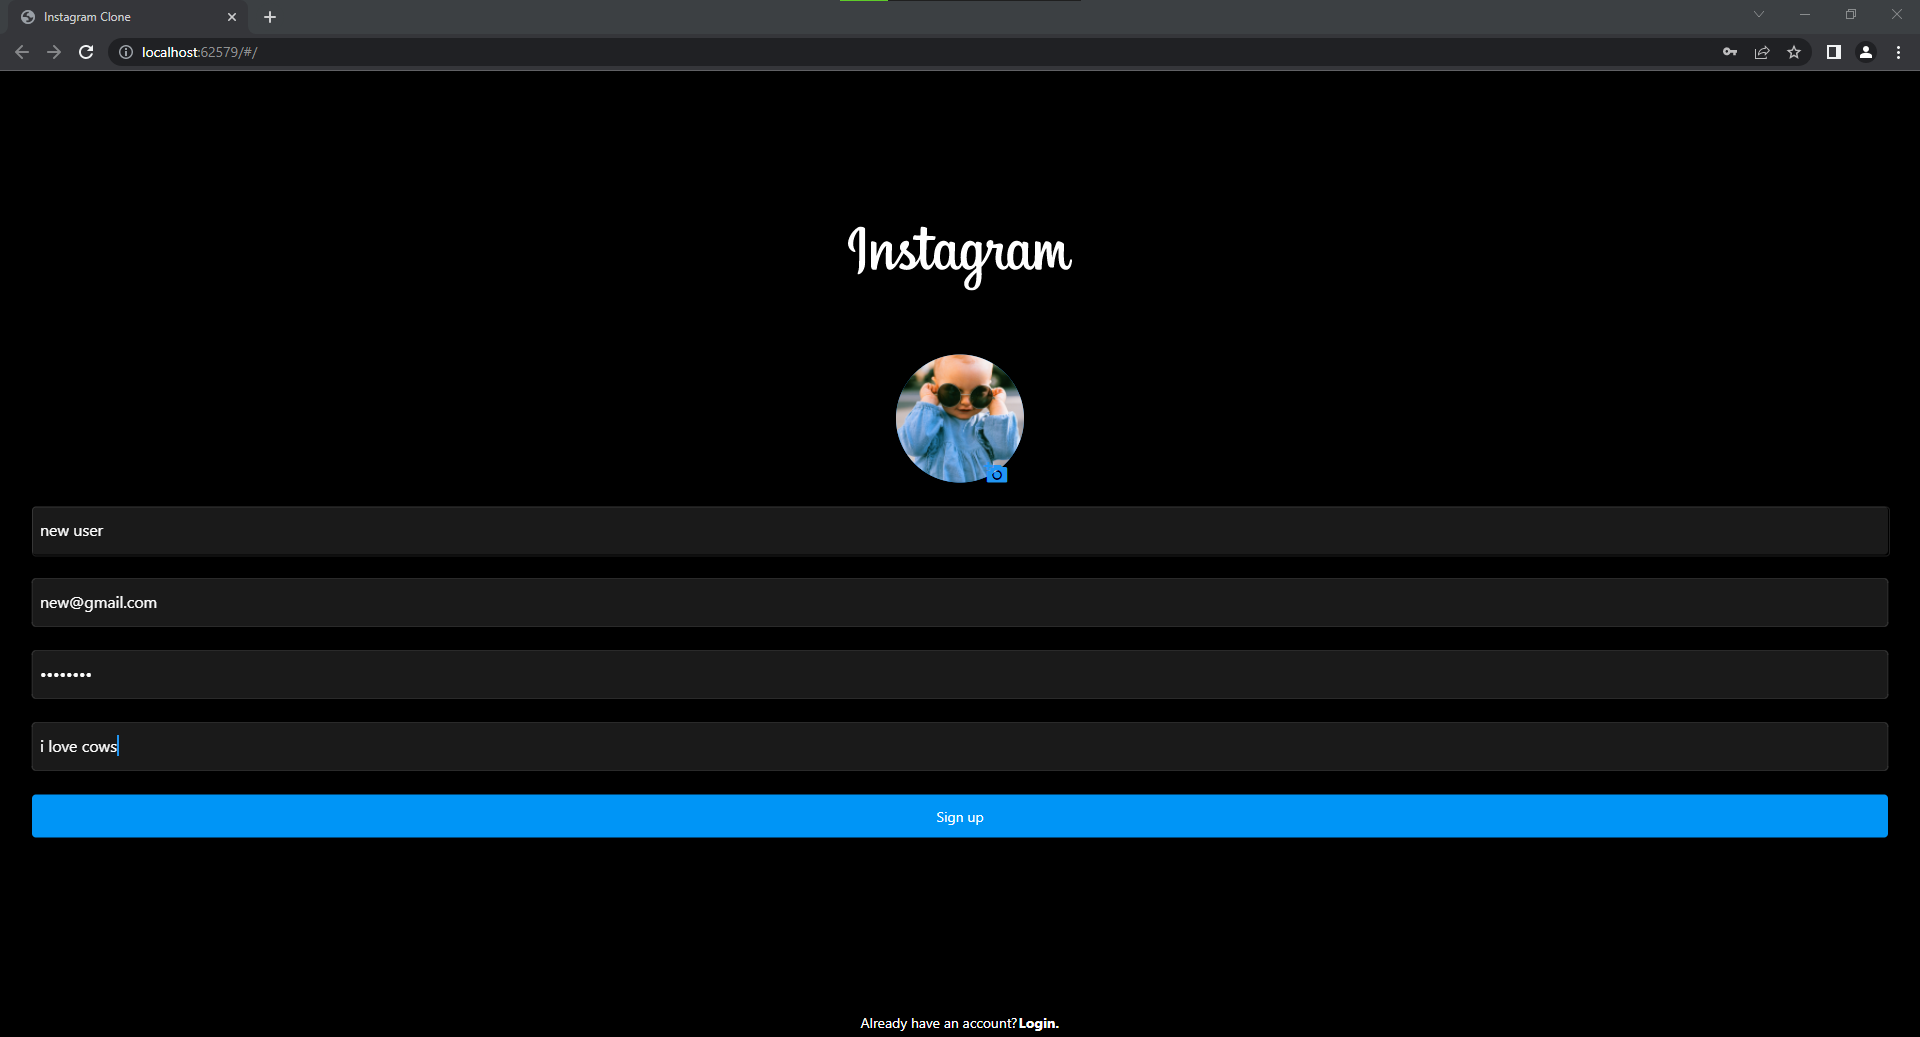 Instagram Clone
localhost:62579/#/
Instagram
new user
new@gmail.com
••••••••
i love cows
Sign up
Already have an account?Login.